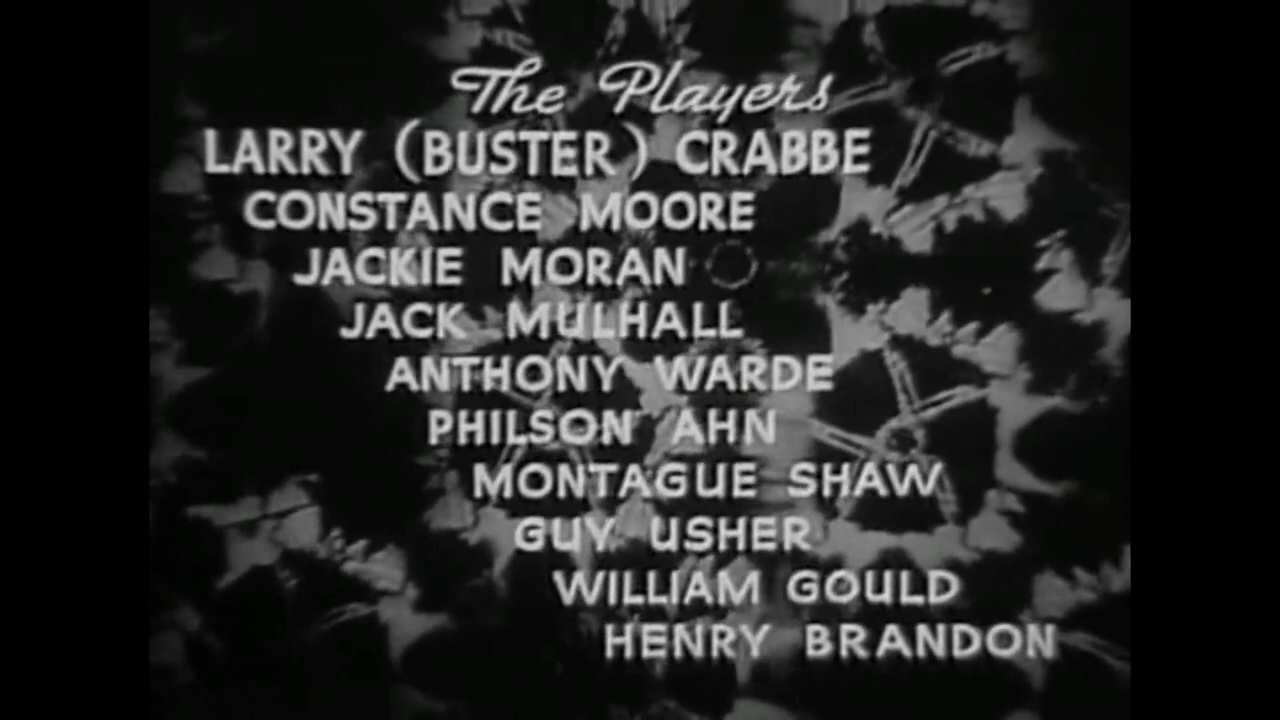 The Players
LARRY (BUSTER) CRABBE
CONSTANCE MOORE
JACKIE MORAN
JACK MULHALL
ANTHONY WARDE
PHILSON AHN
MONTAGUE SHAW
GUY USHER
WILLIAM GOULD
HENRY BRANDON